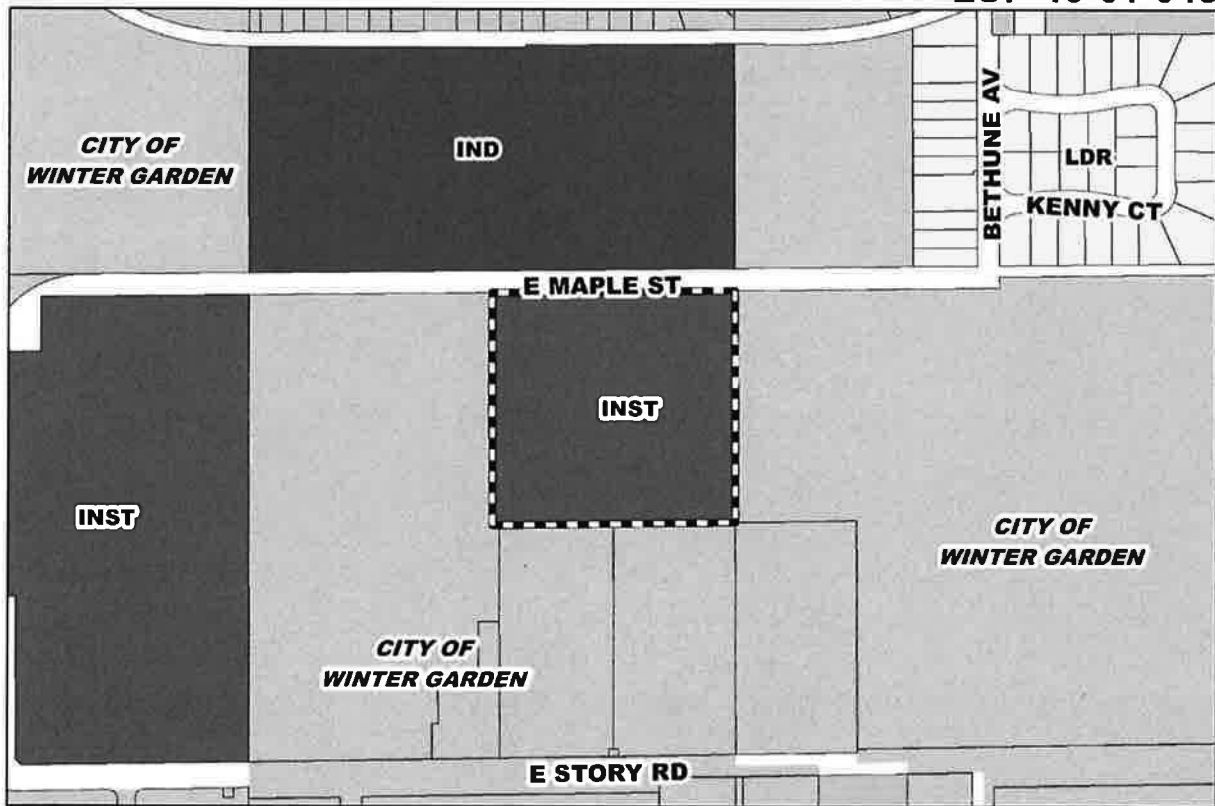 CITY OF
WINTER GARDEN
IND
BETHUNE AV
LDR
KENNY CT
E MAPLE ST
INST
INST
CITY OF
WINTER GARDEN
CITY OF
WINTER GARDEN
E STORY RD